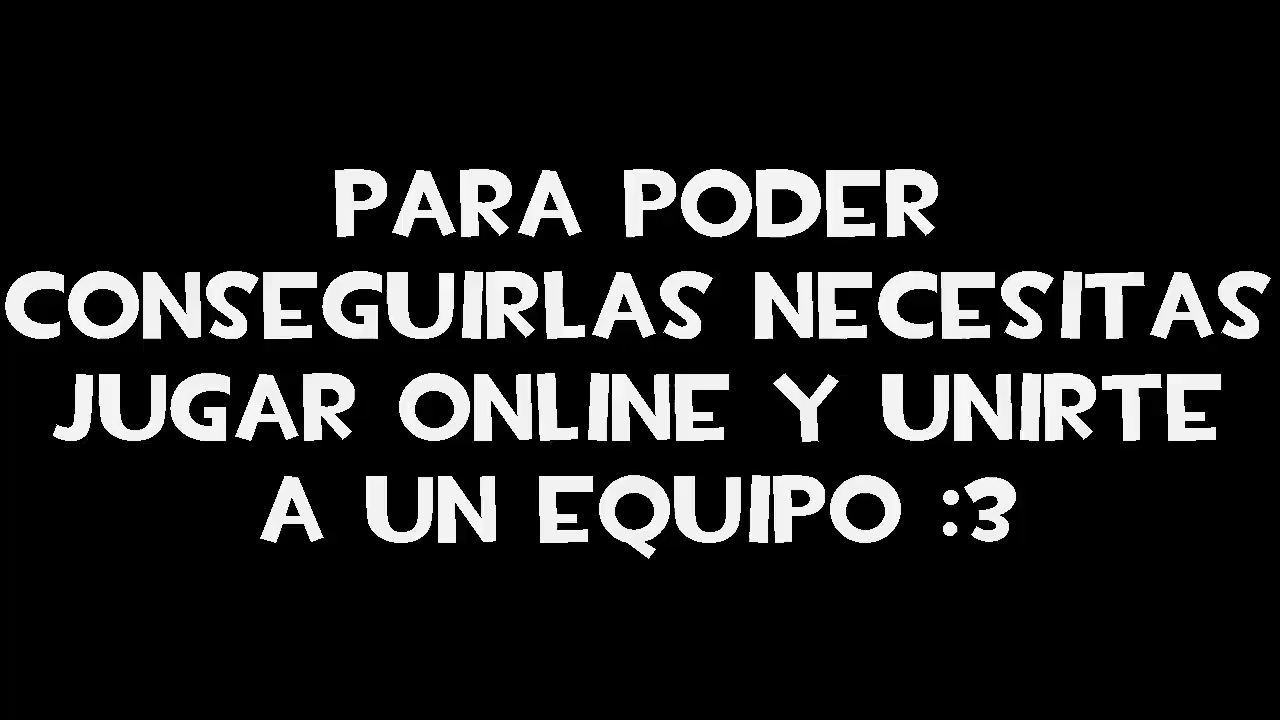 PARA PODER
CONSEGUIRLAS NECESITAS
JUGAR ONLINE Y UNIRTE
A UN EQUIPO :3